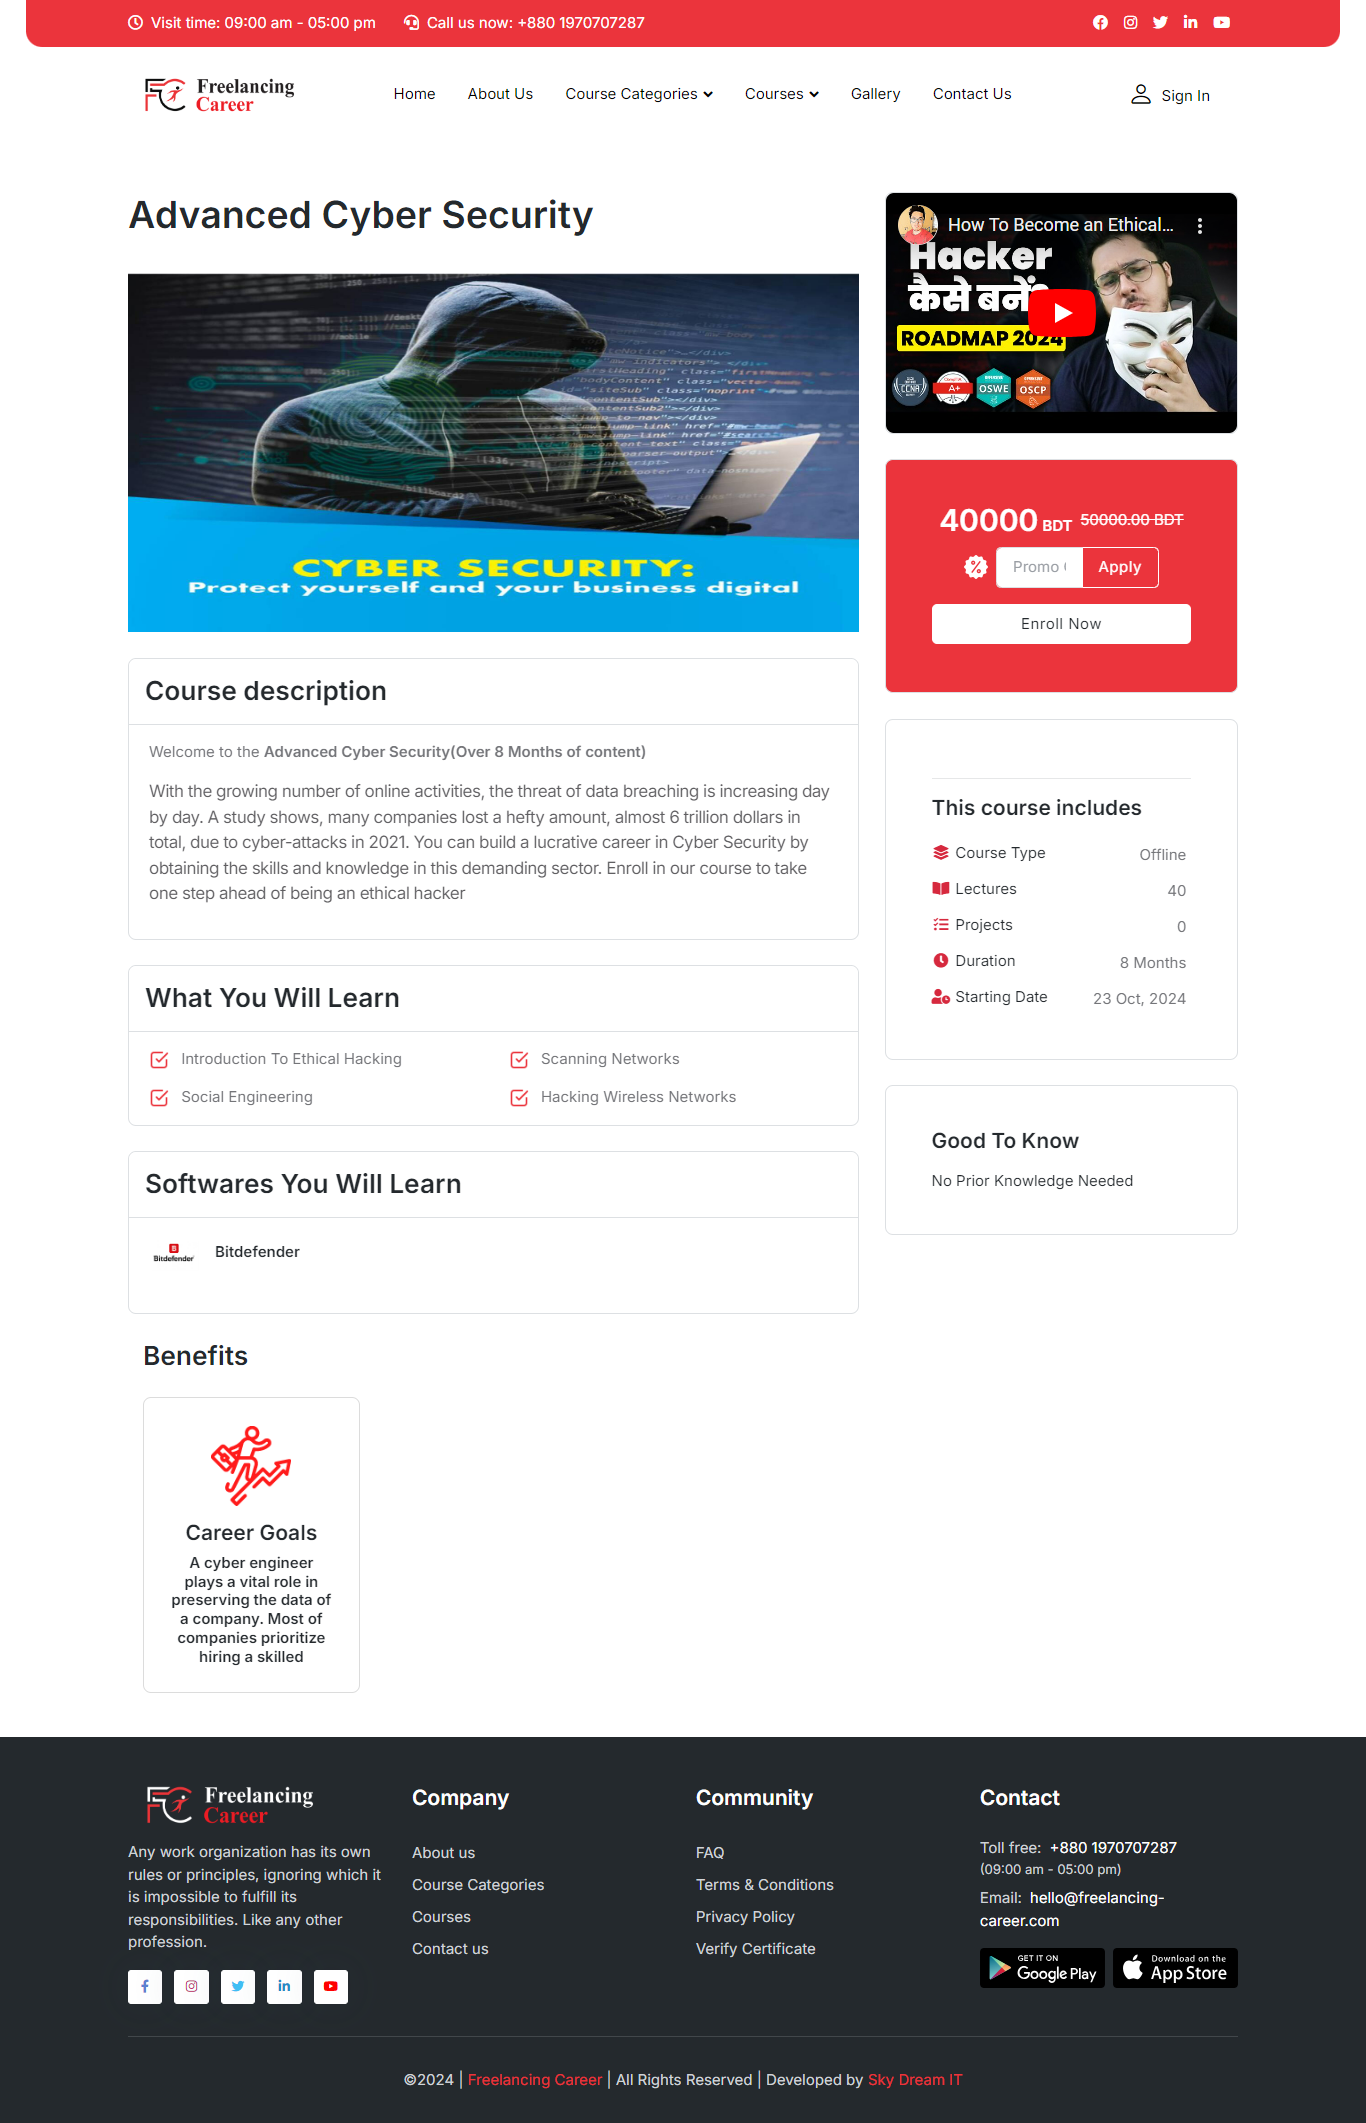 Visit time: 09:00 am - 05:00 pm
Call us now: +880 1970707287
Freelancing
Career
Home
About Us
Course Categories
Courses
Gallery
Contact Us
Sign In
Advanced Cyber Security
CYBER SECURITY:
Protect yourself and your business digital
Course description
Welcome to the Advanced Cyber Security(Over 8 Months of content)
With the growing number of online activities, the threat of data breaching is increasing day
by day. A study shows, many companies lost a hefty amount, almost 6 trillion dollars in
total, due to cyber-attacks in 2021. You can build a lucrative career in Cyber Security by
obtaining the skills and knowledge in this demanding sector. Enroll in our course to take
one step ahead of being an ethical hacker
What You Will Learn
Introduction To Ethical Hacking
Scanning Networks
Social Engineering
Hacking Wireless Networks
Softwares You Will Learn
Bitdefender
Bitdefender
Benefits
Career Goals
A cyber engineer
plays a vital role in
preserving the data of
a company. Most of
companies prioritize
hiring a skilled
How To Become an Ethical...
Hacker
कैसे बनें?
ROADMAP 2024
CCNA
A+
OSWE
OSCP
40000 BDT 50000.00 BDT
Promo
Apply
Enroll Now
This course includes
Course Type Offline
Lectures 40
Projects 0
Duration 8 Months
Starting Date 23 Oct, 2024
Good To Know
No Prior Knowledge Needed
Freelancing
Career
Any work organization has its own
rules or principles, ignoring which it
is impossible to fulfill its
responsibilities. Like any other
profession.
Company
About us
Course Categories
Courses
Contact us
Community
FAQ
Terms & Conditions
Privacy Policy
Verify Certificate
Contact
Toll free: +880 1970707287
(09:00 am - 05:00 pm)
Email: hello@freelancing-
career.com
GET IT ON
Google Play
Download on the
App Store
©2024 | Freelancing Career | All Rights Reserved | Developed by Sky Dream IT